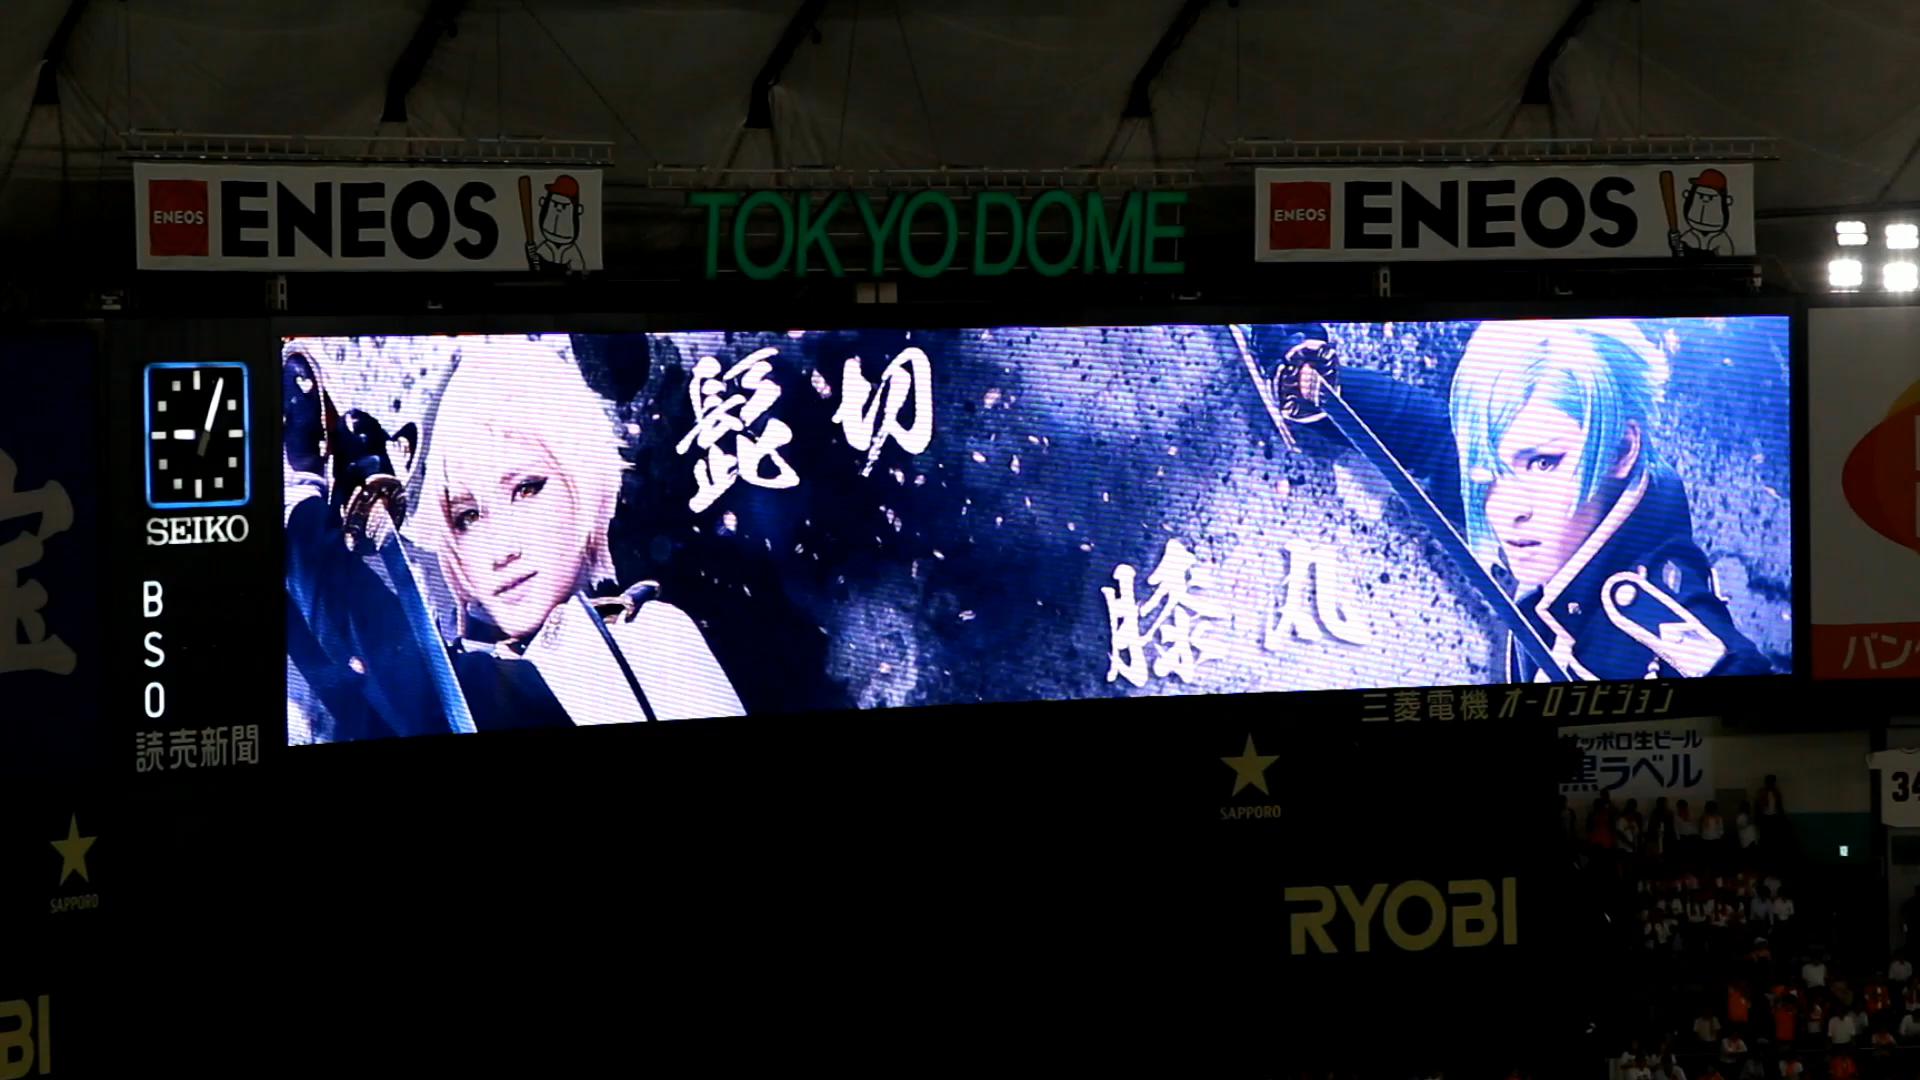 ENEOS ENEOS
TOKYO DOME
ENEOS ENEOS
髭切
膝丸
SEIKO
B
S
O
読売新聞
三菱電機 オーロラビジョン
サッポロ生ビール
黒ラベル
バン
34
SAPPORO
SAPPORO
RYOBI
BI